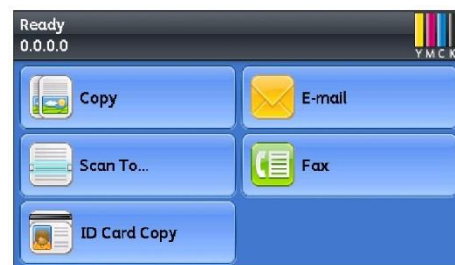 Ready
0.0.0.0
Y M C K
Copy
E-mail
Scan To...
Fax
ID Card Copy